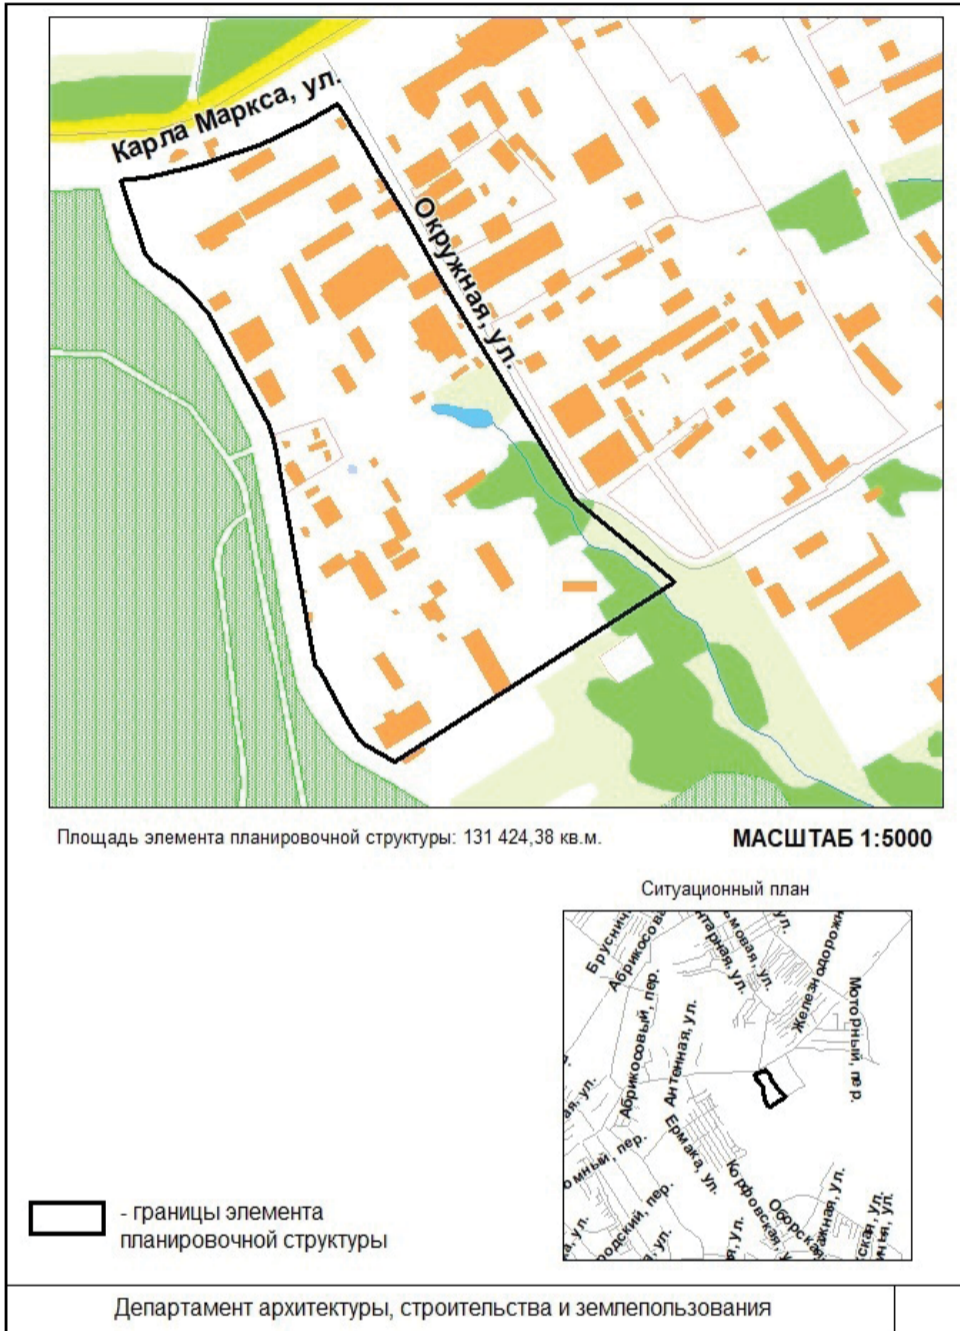 Карла Маркса, ул.
Окружная, ул.
Площадь элемента планировочной структуры: 131 424,38 кв.м.
МАСШТАБ 1:5000
Ситуационный план
Абрикосовый, пер.
Антенная, ул.
Моторный, пер.
Ермака, ул.
Корфовская, у
- границы элемента
планировочной структуры
Департамент архитектуры, строительства и землепользования